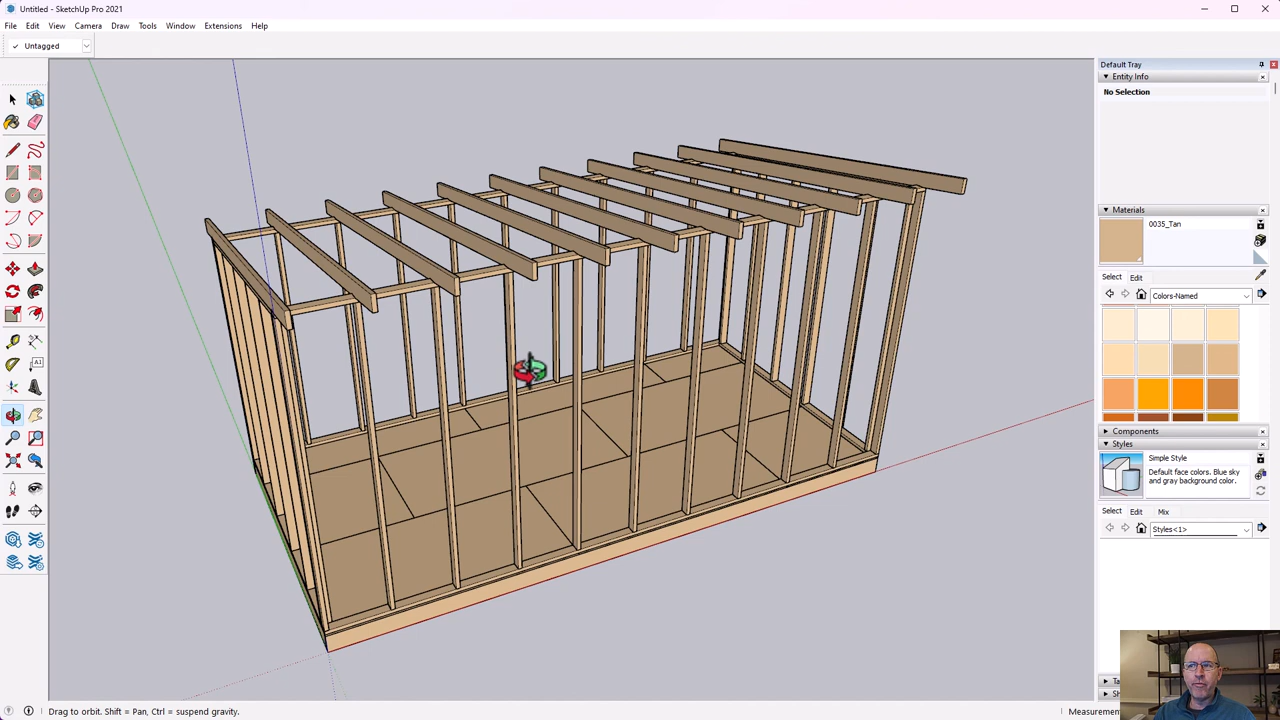 Untitled - SketchUp Pro 2021
File Edit View Camera Draw Tools Window Extensions Help
✓ Untagged
Default Tray
Entity Info
No Selection
Materials
0035_Tan
Select Edit
Colors-Named
Components
Styles
Simple Style
Default face colors. Blue sky
and gray background color.
Select Edit Mix
Styles<1>
Drag to orbit. Shift = Pan, Ctrl = suspend gravity.